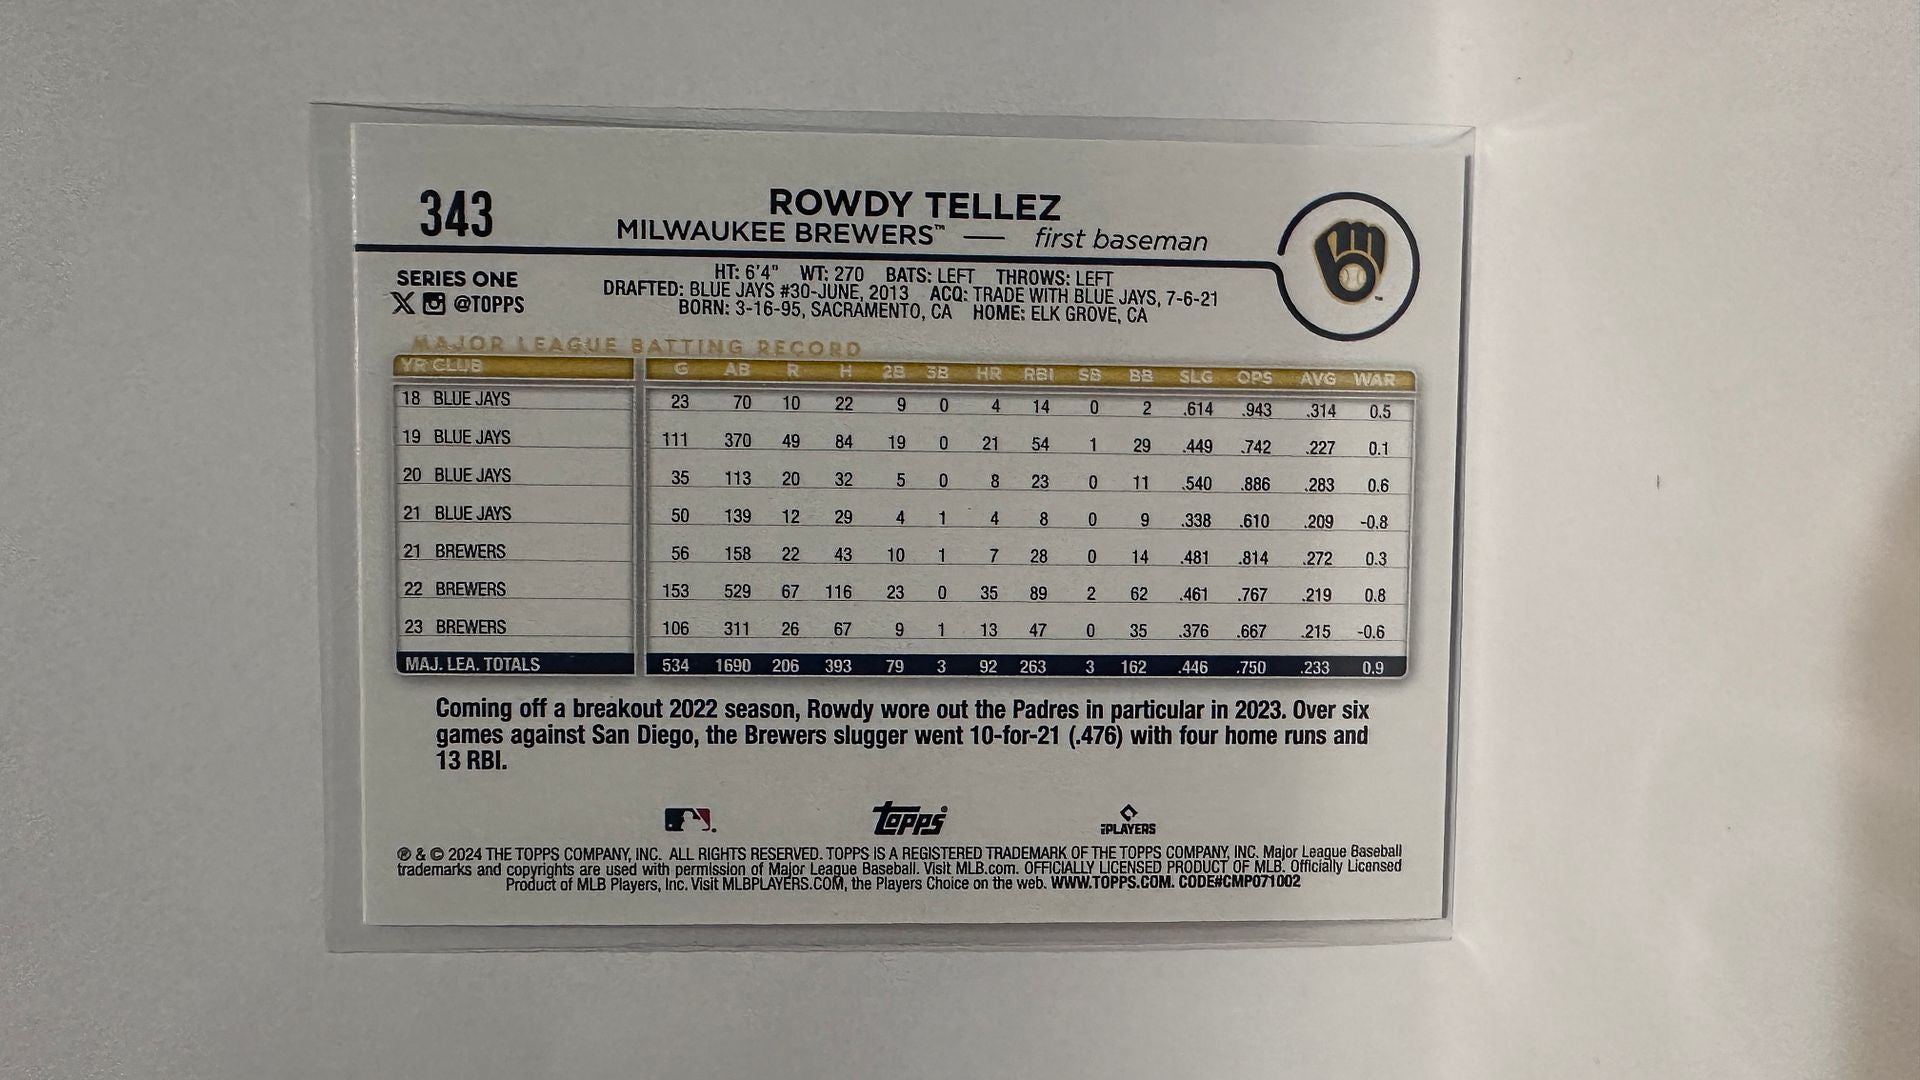 343
ROWDY TELLEZ
MILWAUKEE BREWERS™ — first baseman
SERIES ONE
@TOPPS
HT: 6'4" WT: 270 BATS: LEFT THROWS: LEFT
DRAFTED: BLUE JAYS #30-JUNE, 2013 ACQ: TRADE WITH BLUE JAYS, 7-6-21
BORN: 3-16-95, SACRAMENTO, CA HOME: ELK GROVE, CA
MAJOR LEAGUE BATTING RECORD
YR CLUB G AB R H 2B 3B HR RBI SB BB SLG OPS AVG WAR
18 BLUE JAYS 23 70 10 22 9 0 4 14 0 2 .614 .943 .314 0.5
19 BLUE JAYS 111 370 49 84 19 0 21 54 1 29 .449 .742 .227 0.1
20 BLUE JAYS 35 113 20 32 5 0 8 23 0 11 .540 .886 .283 0.6
21 BLUE JAYS 50 139 12 29 4 1 4 8 0 9 .338 .610 .209 -0.8
21 BREWERS 56 158 22 43 10 1 7 28 0 14 .481 .814 .272 0.3
22 BREWERS 153 529 67 116 23 0 35 89 2 62 .461 .767 .219 0.8
23 BREWERS 106 311 26 67 9 1 13 47 0 35 .376 .667 .215 -0.6
MAJ. LEA. TOTALS 534 1690 206 393 79 3 92 263 3 162 .446 .750 .233 0.9
Coming off a breakout 2022 season, Rowdy wore out the Padres in particular in 2023. Over six
games against San Diego, the Brewers slugger went 10-for-21 (.476) with four home runs and
13 RBI.
Topps®
PLAYERS
℗ & © 2024 THE TOPPS COMPANY, INC. ALL RIGHTS RESERVED. TOPPS IS A REGISTERED TRADEMARK OF THE TOPPS COMPANY, INC. Major League Baseball
trademarks and copyrights are used with permission of Major League Baseball. Visit MLB.com. OFFICIALLY LICENSED PRODUCT OF MLB. Officially Licensed
Product of MLB Players, Inc. Visit MLBPLAYERS.COM, the Players Choice on the web. WWW.TOPPS.COM. CODE#CMP071002